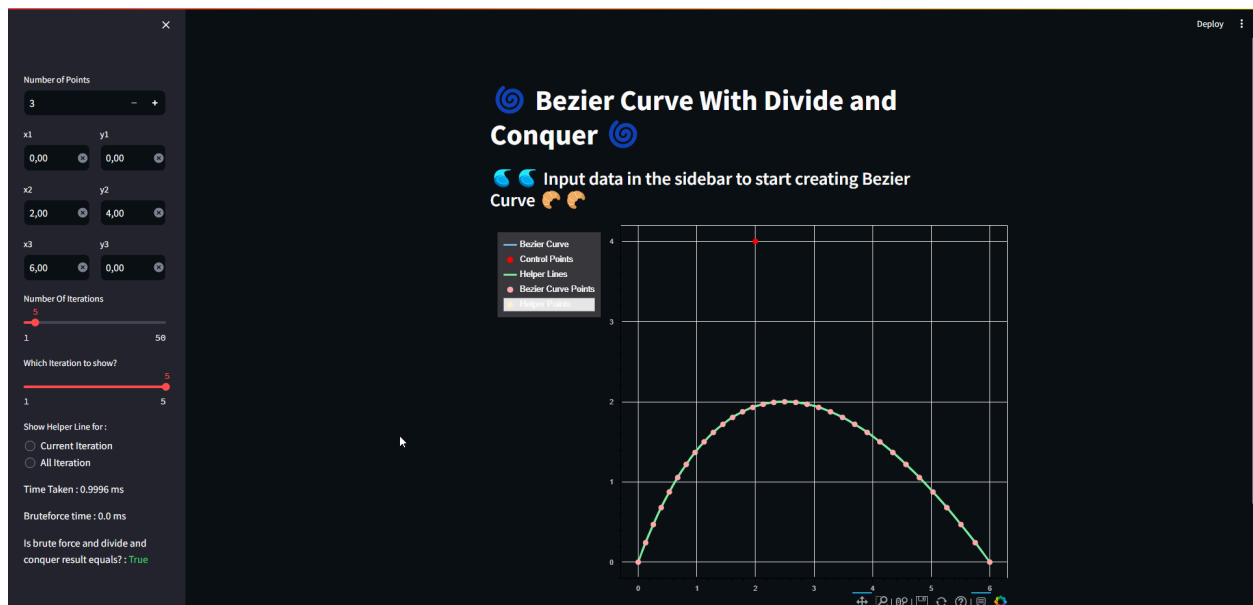 Deploy
Number of Points
3
x1
y1
0,00
0,00
x2
y2
2,00
4,00
x3
y3
6,00
0,00
Number Of Iterations
5
1
50
Which Iteration to show?
5
1
5
Show Helper Line for :
Current Iteration
All Iteration
Time Taken : 0.9996 ms
Bruteforce time : 0.0 ms
Is brute force and divide and
conquer result equals? : True
Bezier Curve With Divide and
Conquer
Input data in the sidebar to start creating Bezier
Curve
Bezier Curve
Control Points
Helper Lines
Bezier Curve Points
Helper Points
4
3
2
1
0
0
1
2
3
4
5
6